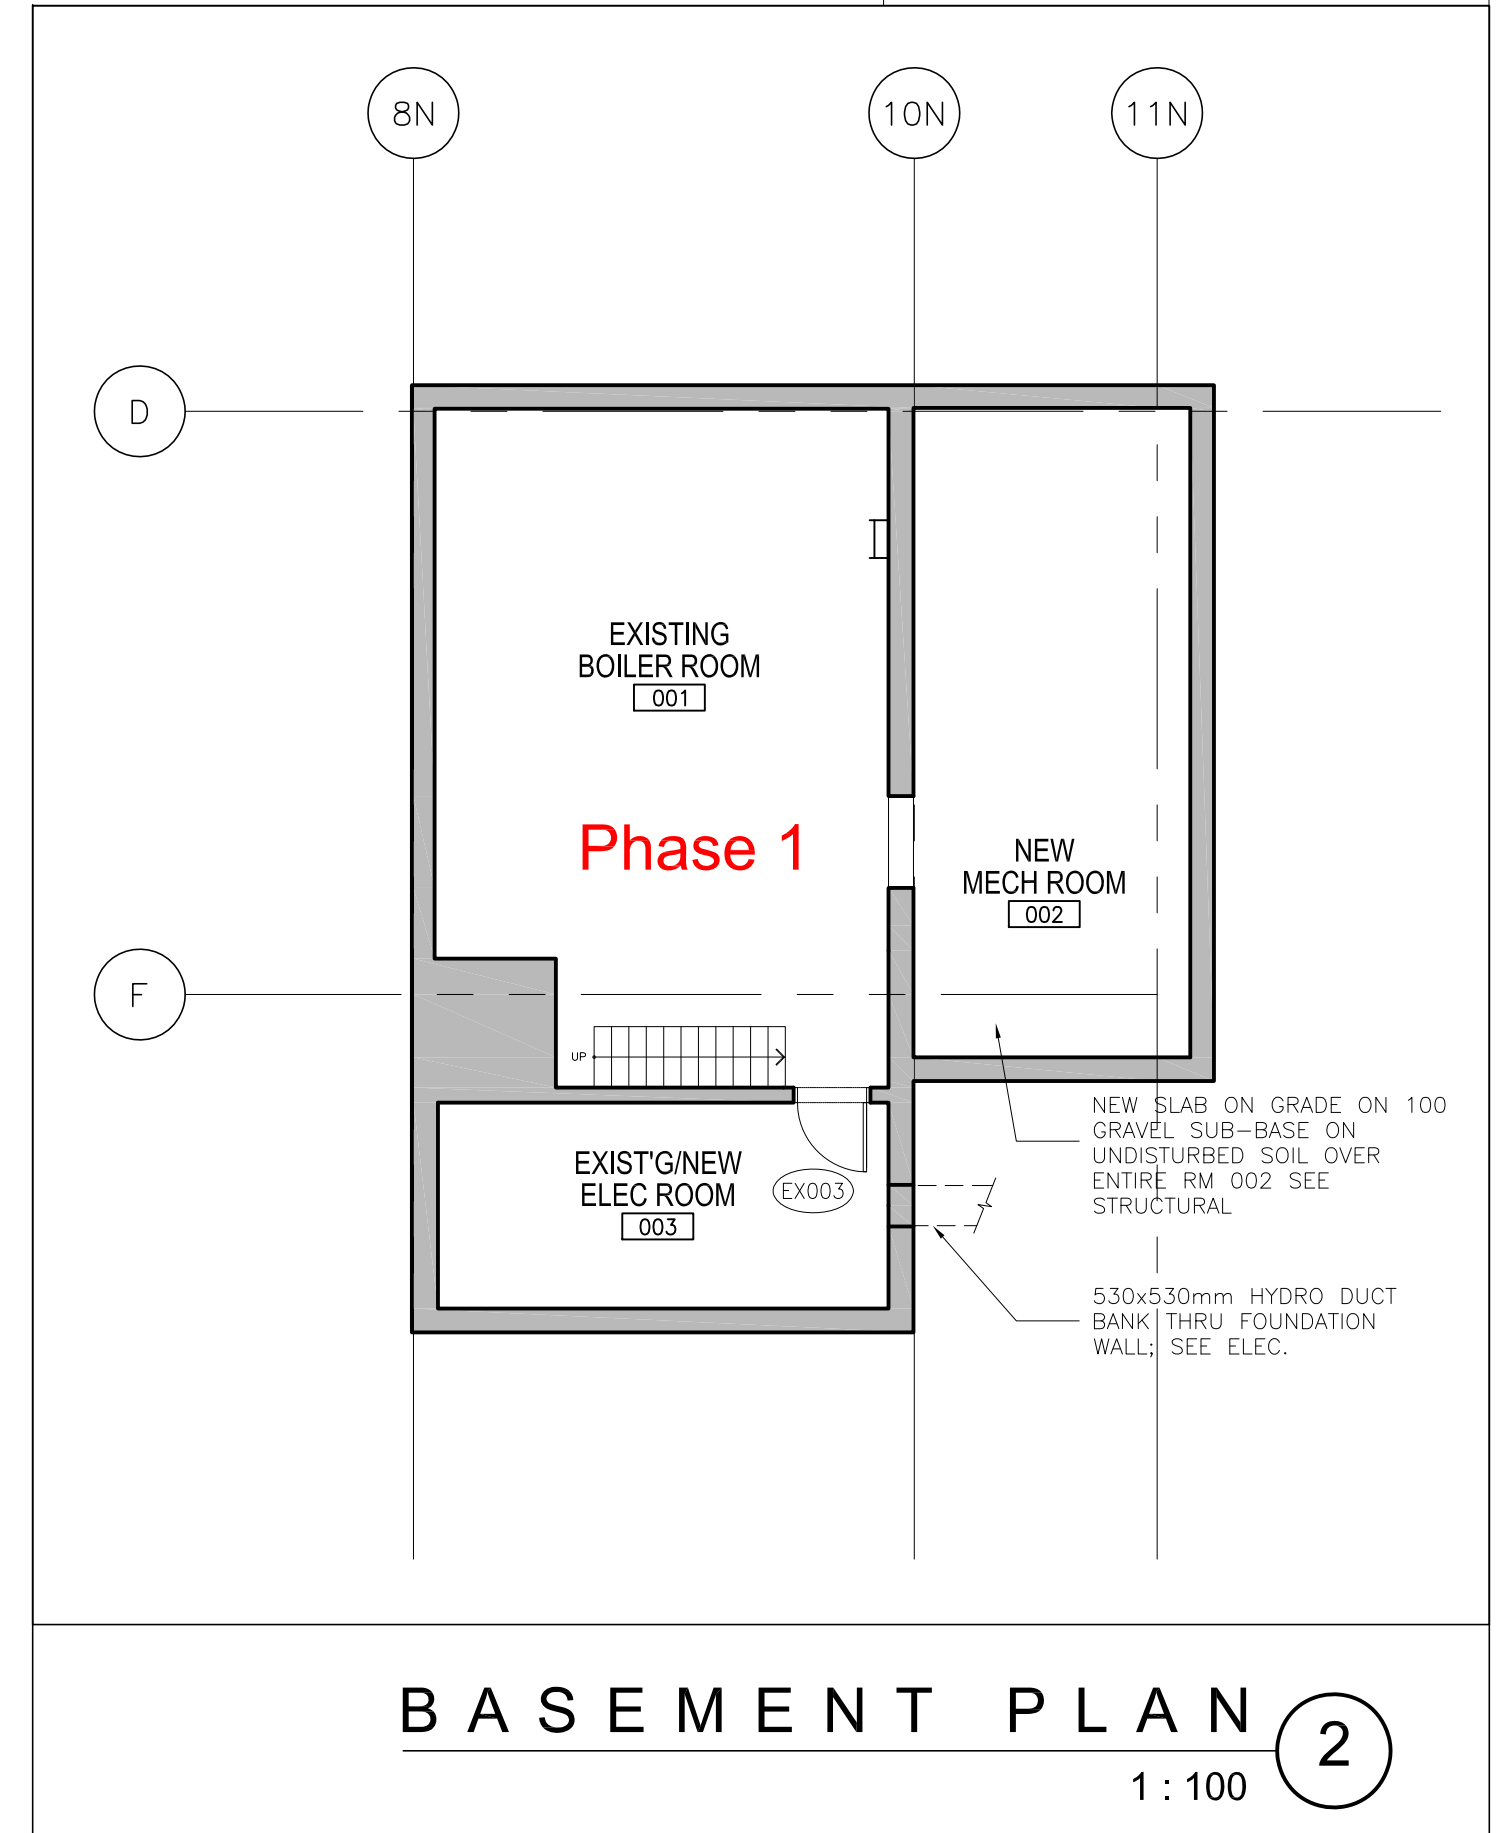 8N
10N
11N
D
EXISTING
BOILER ROOM
001
Phase 1
NEW
MECH ROOM
002
F
UP
NEW SLAB ON GRADE ON 100
GRAVEL SUB-BASE ON
UNDISTURBED SOIL OVER
ENTIRE RM 002 SEE
STRUCTURAL
EXIST'G/NEW
ELEC ROOM
003
EX003
530x530mm HYDRO DUCT
BANK THRU FOUNDATION
WALL; SEE ELEC.
BASEMENT PLAN
2
1 : 100